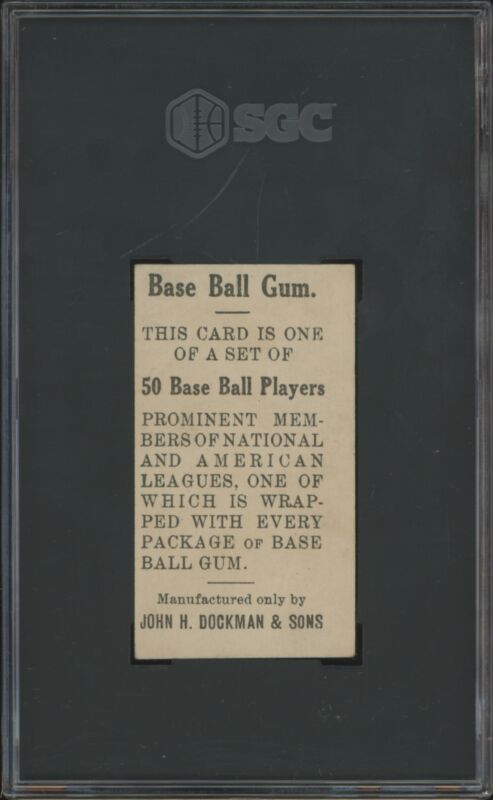 SGC
Base Ball Gum.
THIS CARD IS ONE
OF A SET OF
50 Base Ball Players
PROMINENT MEM-
BERS OF NATIONAL
AND AMERICAN
LEAGUES, ONE OF
WHICH IS WRAP-
PED WITH EVERY
PACKAGE OF BASE
BALL GUM.
Manufactured only by
JOHN H. DOCKMAN & SONS